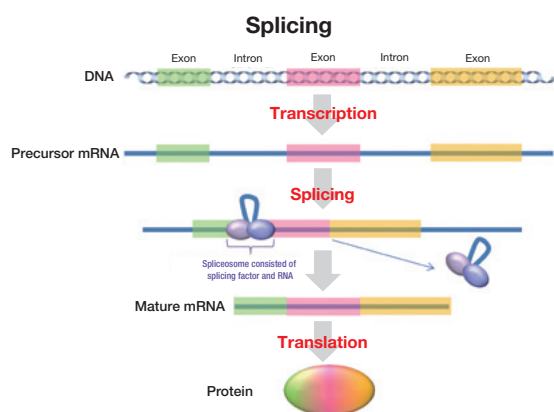 Splicing
Exon Intron Exon Intron Exon
DNA
Transcription
Precursor mRNA
Splicing
Spliceosome consisted of
splicing factor and RNA
Mature mRNA
Translation
Protein